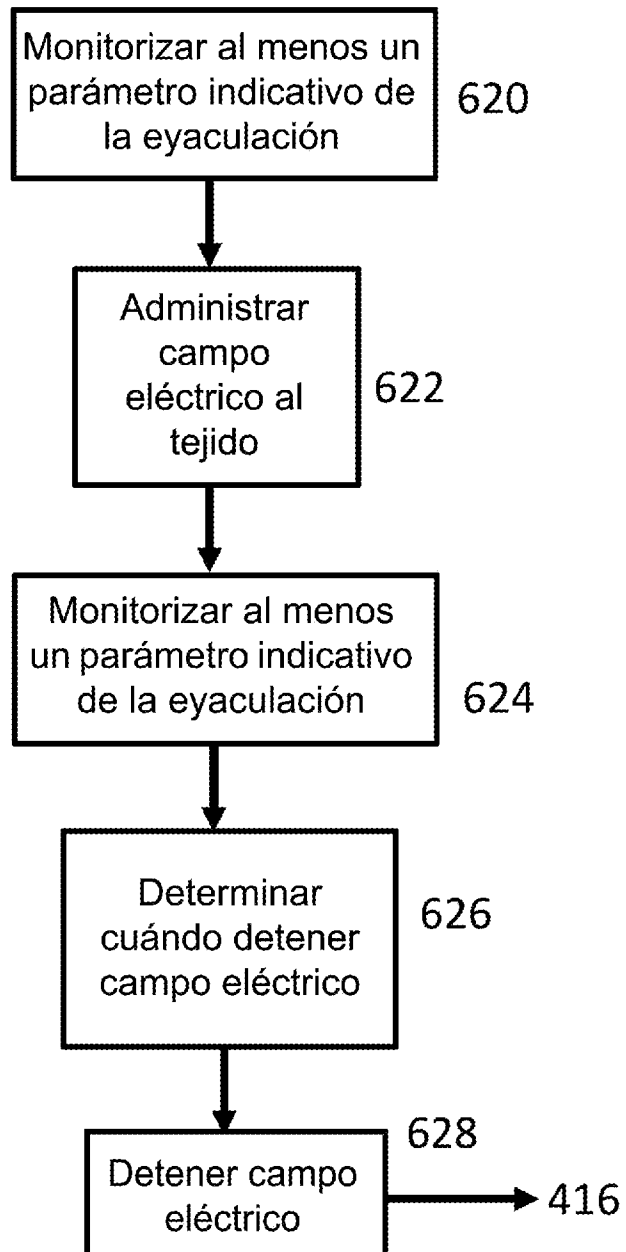 Monitorizar al menos un
parámetro indicativo de
la eyaculación
620
Administrar
campo
eléctrico al
tejido
622
Monitorizar al menos
un parámetro indicativo
de la eyaculación
624
Determinar
cuándo detener
campo eléctrico
626
628
Detener campo
eléctrico
416